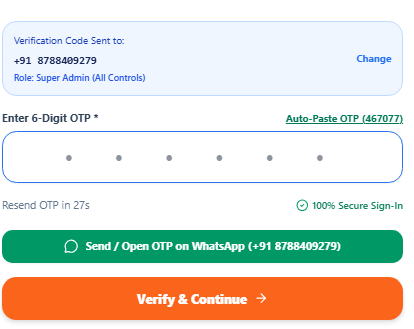 Verification Code Sent to:
+91 8788409279
Change
Role: Super Admin (All Controls)
Enter 6-Digit OTP *
Auto-Paste OTP (467077)
Resend OTP in 27s
100% Secure Sign-In
Send / Open OTP on WhatsApp (+91 8788409279)
Verify & Continue →